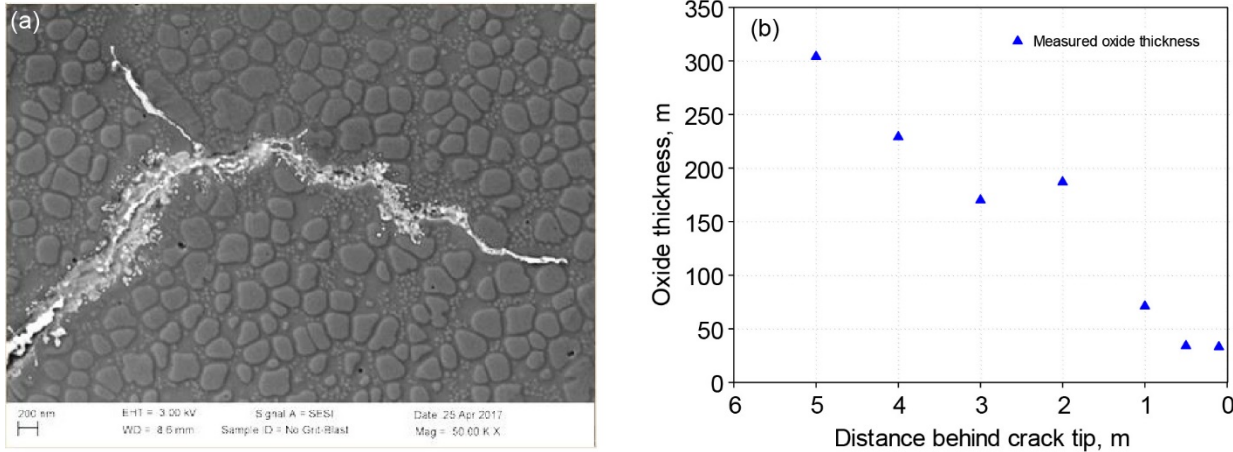 (a)
200 nm
EHT = 3.00 kV Signal A = SESI Date 25 Apr 2017
WD = 8.6 mm Sample ID = No Grit-Blast Mag = 50.00 K X
(b)
Measured oxide thickness
Oxide thickness, m
350
300
250
200
150
100
50
0
6 5 4 3 2 1 0
Distance behind crack tip, m